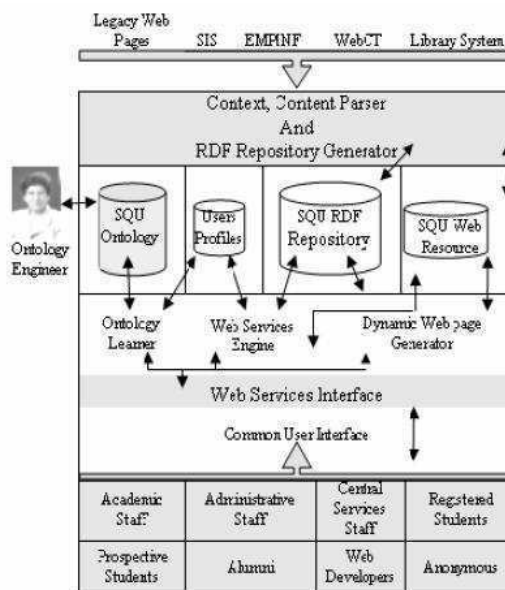 Legacy Web
Pages SIS EMPINF WebCT Library System
Context, Content Parser
And
RDF Repository Generator
SQU
Ontology
Users
Profiles
SQU RDF
Repository
SQU Web
Resource
Ontology
Engineer
Ontology
Learner
Web Services
Engine
Dynamic Web page
Generator
Web Services Interface
Common User Interface
Academic
Staff
Administrative
Staff
Central
Services
Staff
Registered
Students
Prospective
Students
Alumni
Web
Developers
Anonymous